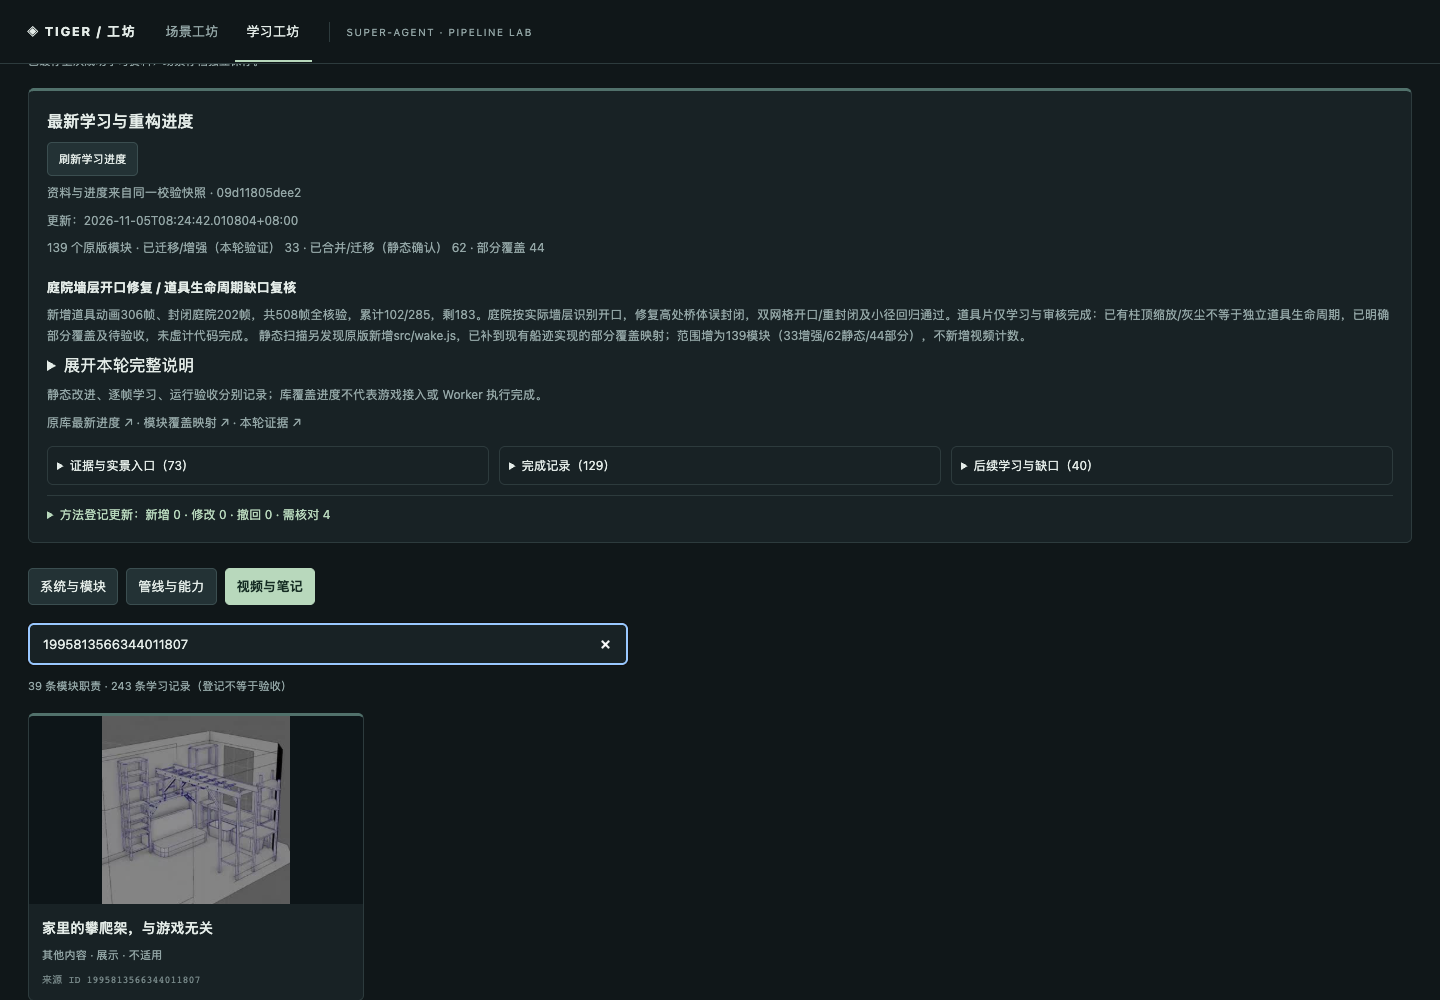 ◈ TIGER / 工坊
场景工坊
学习工坊
SUPER-AGENT · PIPELINE LAB
最新学习与重构进度
刷新学习进度
资料与进度来自同一校验快照 · 09d11805dee2
更新：2026-11-05T08:24:42.010804+08:00
139 个原版模块 · 已迁移/增强（本轮验证） 33 · 已合并/迁移（静态确认） 62 · 部分覆盖 44
庭院墙层开口修复 / 道具生命周期缺口复核
新增道具动画306帧、封闭庭院202帧，共508帧全核验，累计102/285，剩183。庭院按实际墙层识别开口，修复高处桥体误封闭，双网格开口/重封闭及小径回归通过。道具片仅学习与审核完成：已有柱顶缩放/灰尘不等于独立道具生命周期，已明确
部分覆盖及待验收，未虚计代码完成。 静态扫描另发现原版新增src/wake.js，已补到现有船迹实现的部分覆盖映射；范围增为139模块（33增强/62静态/44部分），不新增视频计数。
▶ 展开本轮完整说明
静态改进、逐帧学习、运行验收分别记录；库覆盖进度不代表游戏接入或 Worker 执行完成。
原库最新进度 ↗ · 模块覆盖映射 ↗ · 本轮证据 ↗
▶ 证据与实景入口（73）
▶ 完成记录（129）
▶ 后续学习与缺口（40）
▶ 方法登记更新：新增 0 · 修改 0 · 撤回 0 · 需核对 4
系统与模块
管线与能力
视频与笔记
1995813566344011807
39 条模块职责 · 243 条学习记录（登记不等于验收）
家里的攀爬架，与游戏无关
其他内容 · 展示 · 不适用
来源 ID 1995813566344011807